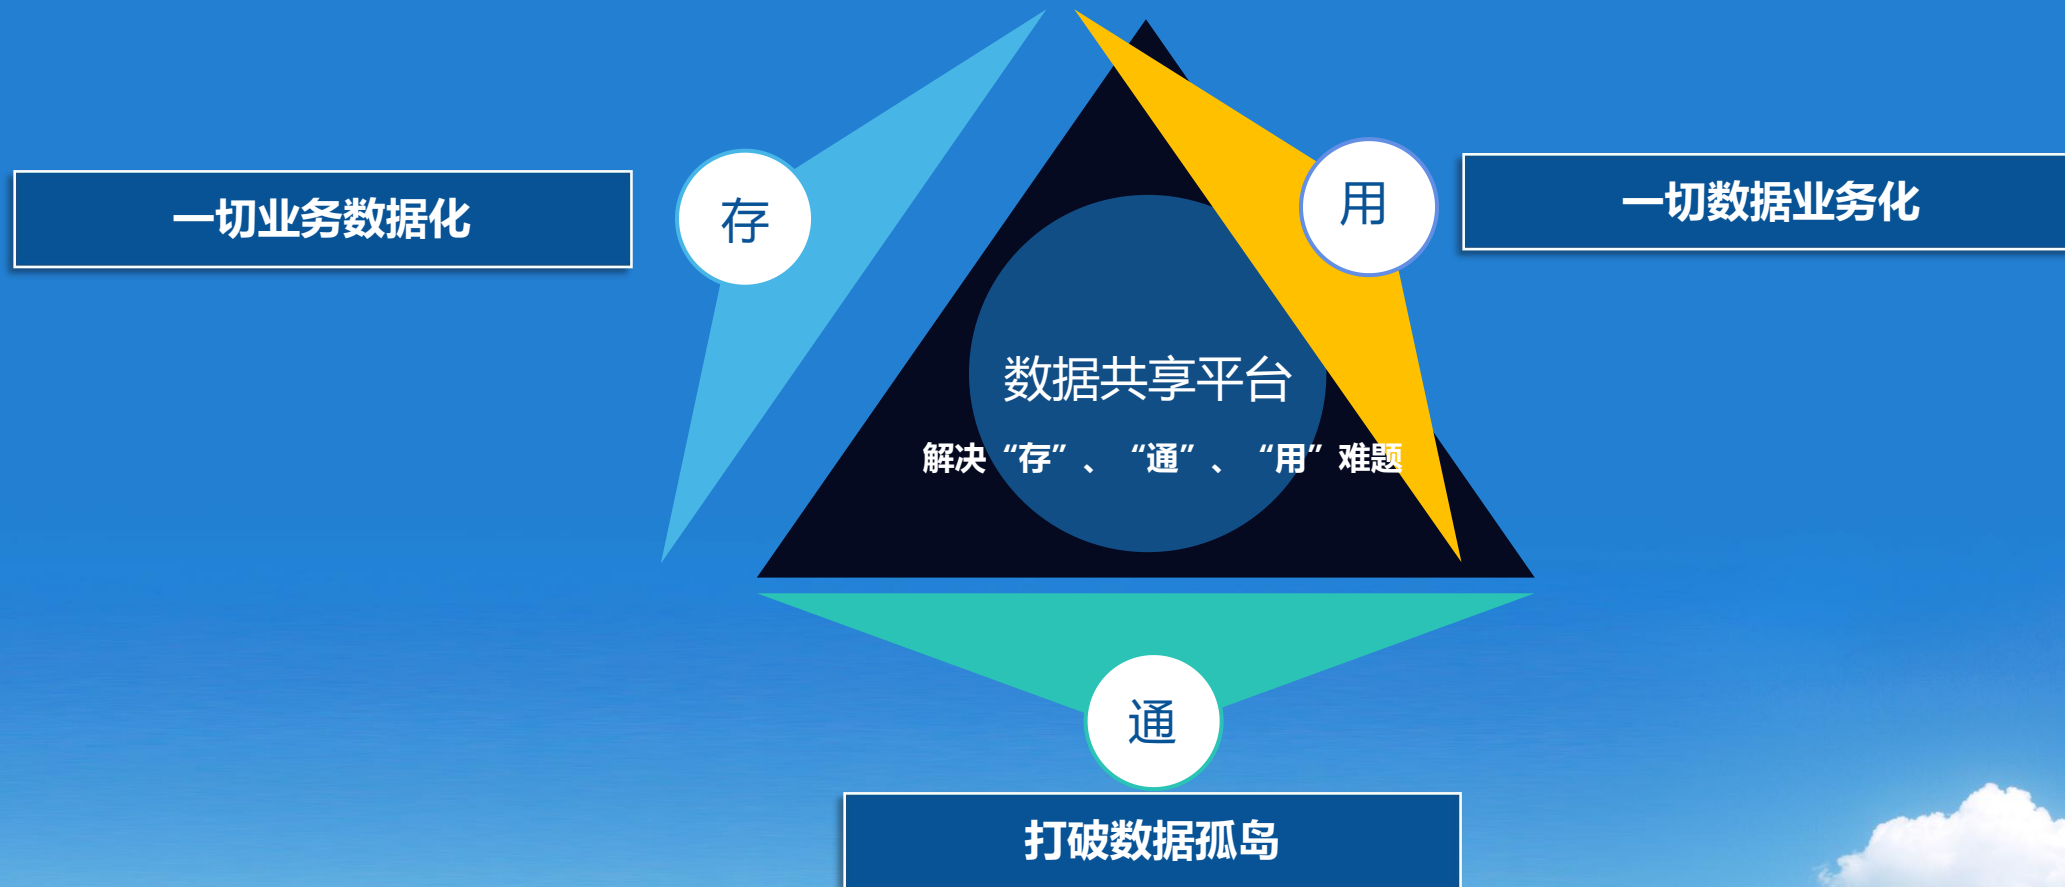 一切业务数据化
存
用
一切数据业务化
数据共享平台
解决“存”、“通”、“用”难题
通
打破数据孤岛